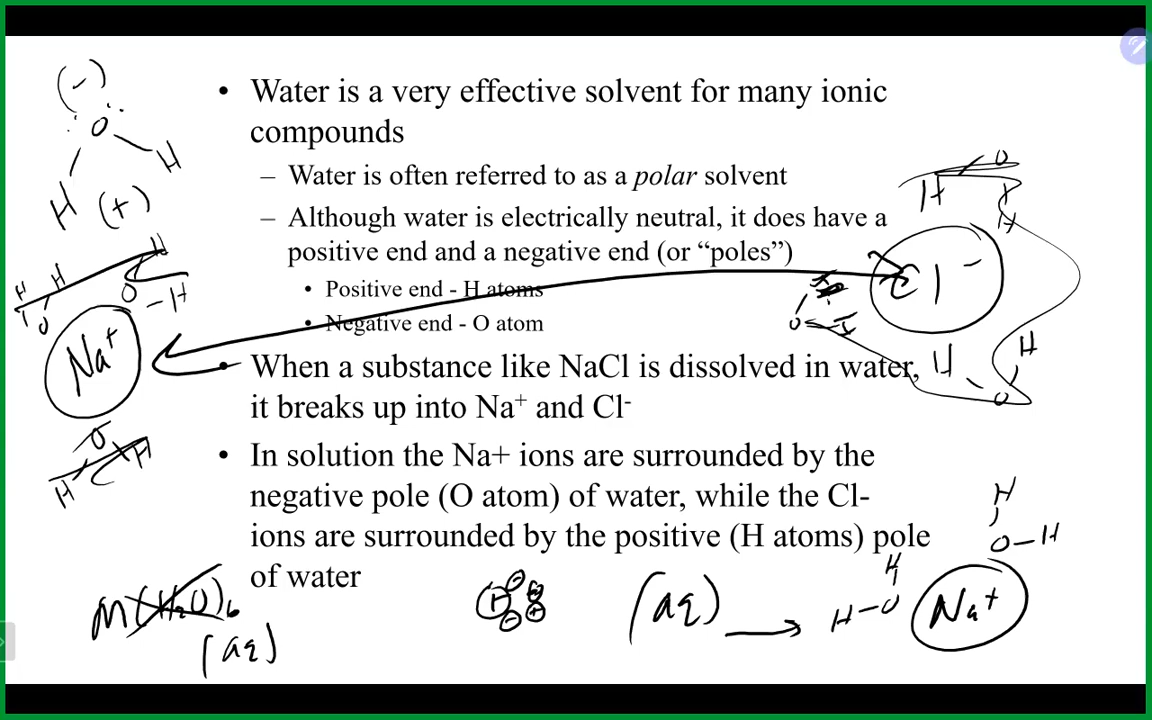 • Water is a very effective solvent for many ionic
compounds
– Water is often referred to as a polar solvent
– Although water is electrically neutral, it does have a
positive end and a negative end (or “poles”)
• Positive end - H atoms
• Negative end - O atom
• When a substance like NaCl is dissolved in water,
it breaks up into Na⁺ and Cl⁻
• In solution the Na+ ions are surrounded by the
negative pole (O atom) of water, while the Cl-
ions are surrounded by the positive (H atoms) pole
of water
(-)
O
H
H (+)
H
H
H
O
O – H
Na⁺
O
H
H
O
H
H
Cl⁻
O
H
H
O
H
O – H
M(H₂O)₆
(aq)
(aq)
H
H – O
Na⁺